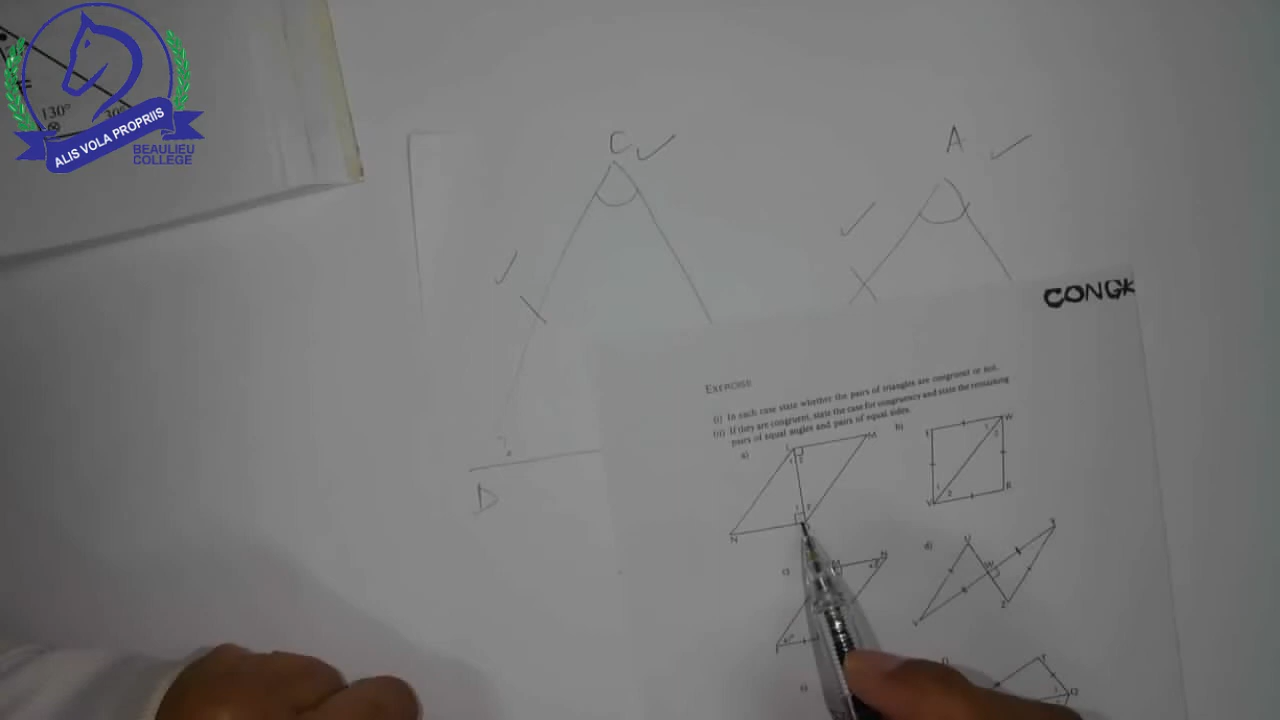 130°
30°
ALIS VOLA PROPRIIS
BEAULIEU
COLLEGE
C
A
D
CONG
EXERCISE
(i) In each case state whether the pairs of triangles are congruent or not.
(ii) If they are congruent, state the case for congruency and state the remaining
pairs of equal angles and pairs of equal sides.
a)
M
N
b)
W
V
R
c)
M
N
d)
U
W
V
Z
Q